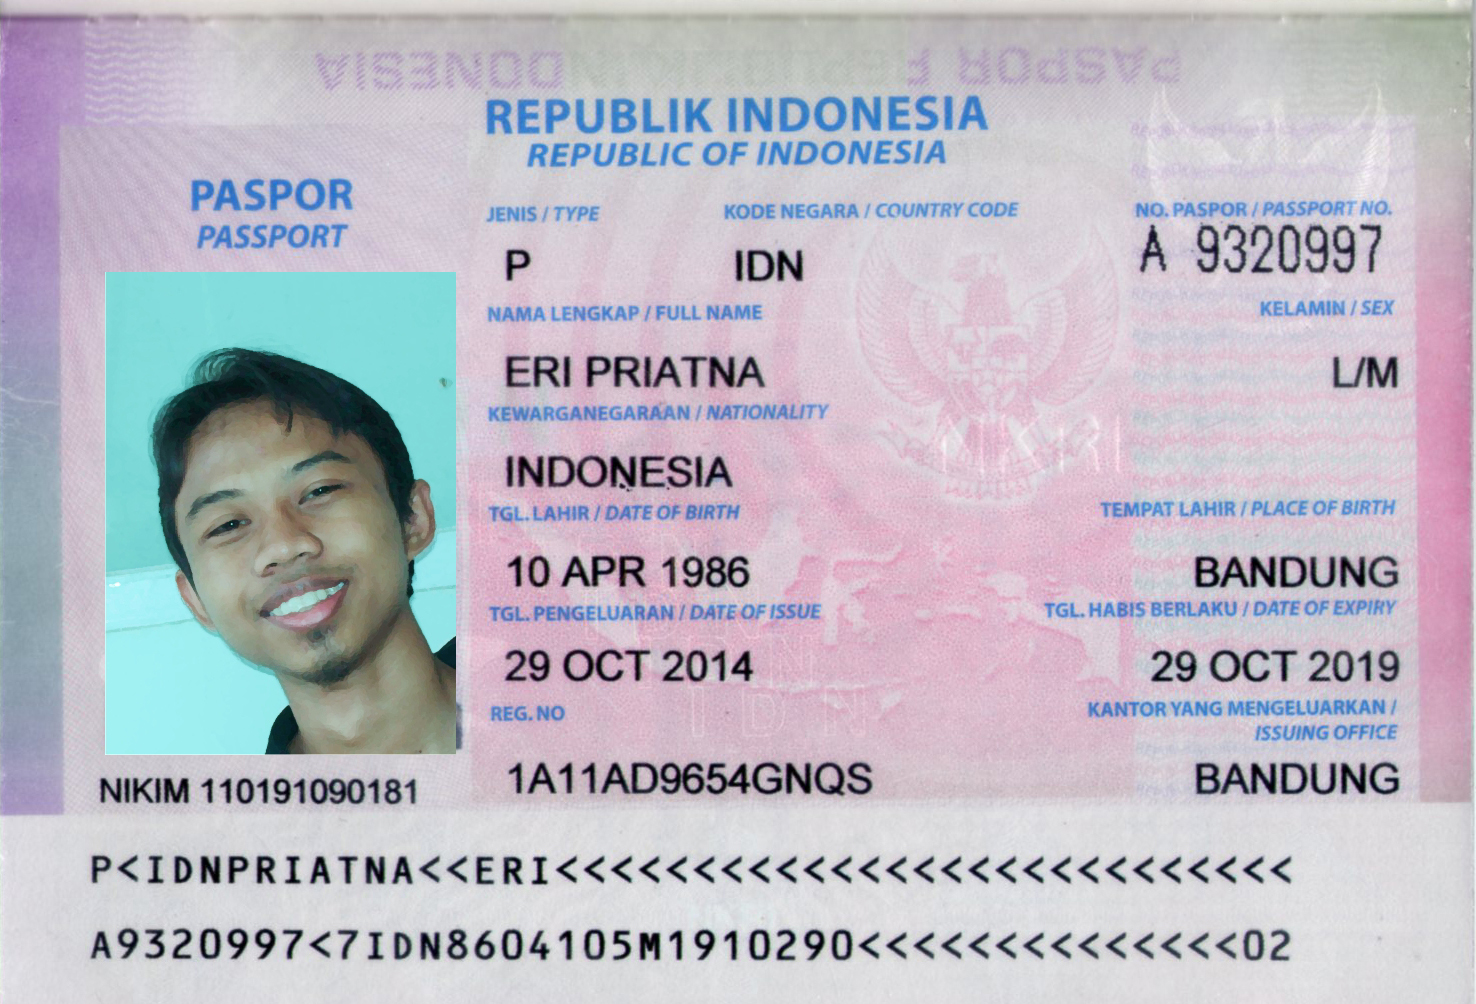 PASPOR REPUBLIK INDONESIA
REPUBLIK INDONESIA
REPUBLIC OF INDONESIA
PASPOR
PASSPORT
JENIS / TYPE KODE NEGARA / COUNTRY CODE NO. PASPOR / PASSPORT NO.
P IDN A 9320997
NAMA LENGKAP / FULL NAME KELAMIN / SEX
ERI PRIATNA L/M
KEWARGANEGARAAN / NATIONALITY
INDONESIA
TGL. LAHIR / DATE OF BIRTH TEMPAT LAHIR / PLACE OF BIRTH
10 APR 1986 BANDUNG
TGL. PENGELUARAN / DATE OF ISSUE TGL. HABIS BERLAKU / DATE OF EXPIRY
29 OCT 2014 29 OCT 2019
REG. NO KANTOR YANG MENGELUARKAN /
ISSUING OFFICE
1A11AD9654GNQS BANDUNG
NIKIM 110191090181
P<IDNPRIATNA<<ERI<<<<<<<<<<<<<<<<<<<<<<<<<<<
A9320997<7IDN8604105M1910290<<<<<<<<<<<<<<02